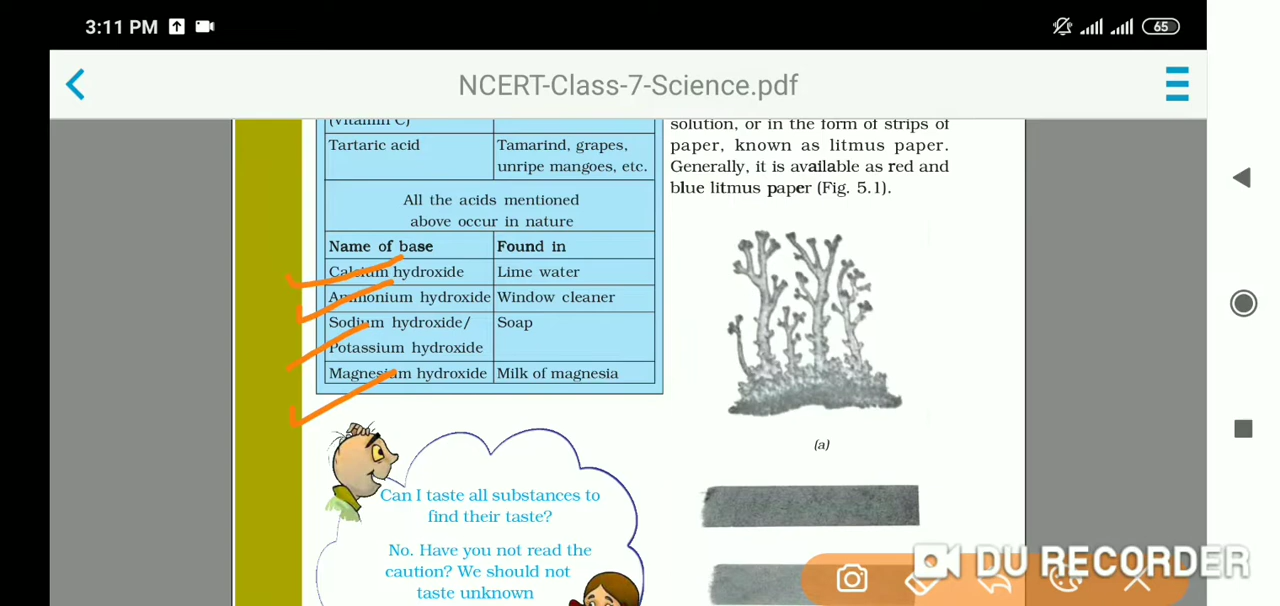 3:11 PM
65
NCERT-Class-7-Science.pdf
(Vitamin C)
Tartaric acid
Tamarind, grapes,
unripe mangoes, etc.
All the acids mentioned
above occur in nature
Name of base
Found in
Calcium hydroxide
Lime water
Ammonium hydroxide
Window cleaner
Sodium hydroxide/
Potassium hydroxide
Soap
Magnesium hydroxide
Milk of magnesia
Can I taste all substances to
find their taste?
No. Have you not read the
caution? We should not
taste unknown
solution, or in the form of strips of
paper, known as litmus paper.
Generally, it is available as red and
blue litmus paper (Fig. 5.1).
(a)
DU RECORDER